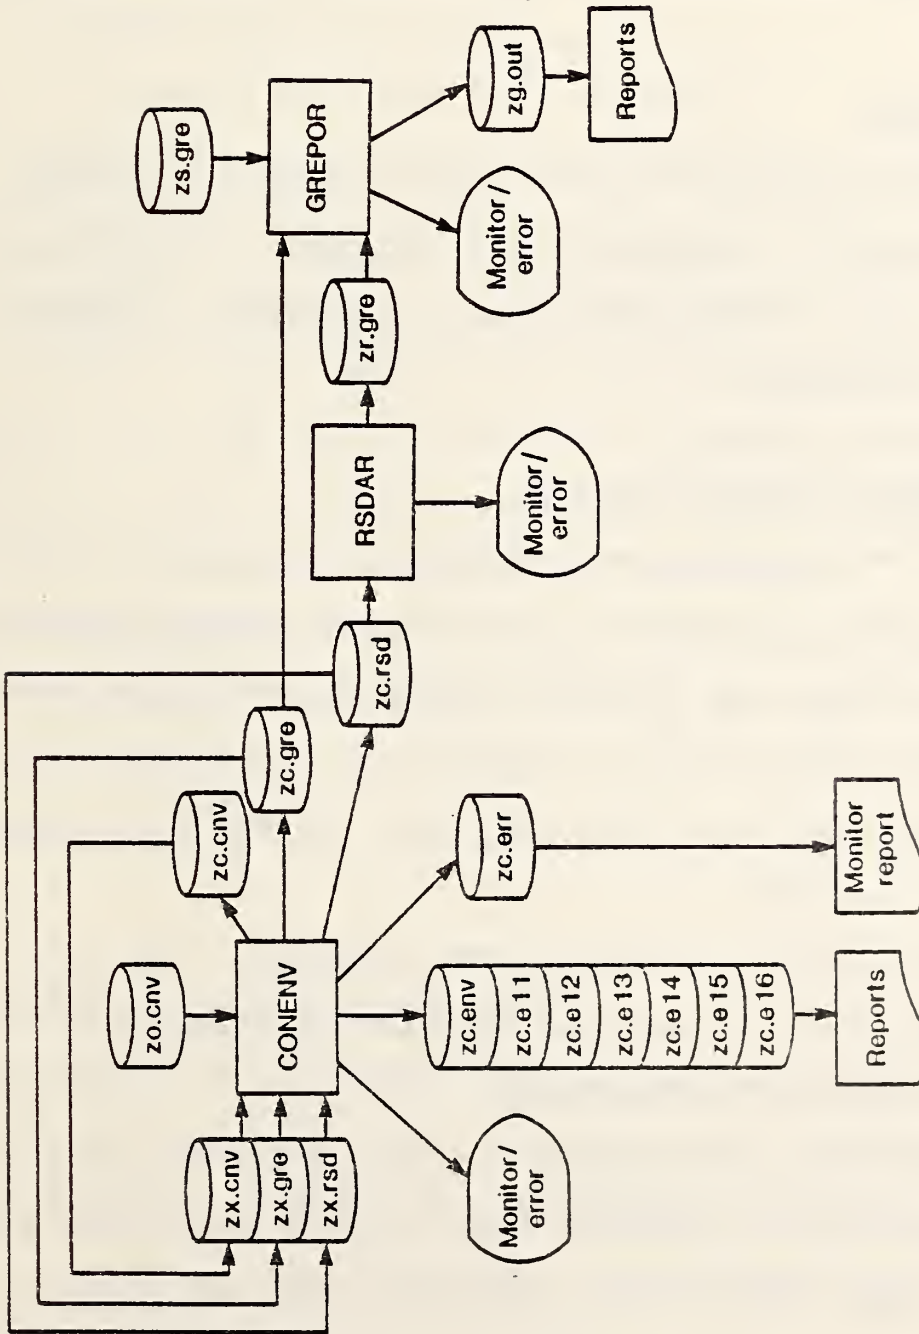 zo.cnv
zc.cnv
zc.gre
zs.gre
zx.cnv
zx.gre
zx.rsd
CONENV
zc.rsd
RSDAR
zr.gre
GREPOR
Monitor/
error
zc.env
zc.e11
zc.e12
zc.e13
zc.e14
zc.e15
zc.e16
zc.err
Monitor/
error
Monitor/
error
zg.out
Reports
Monitor
report
Reports